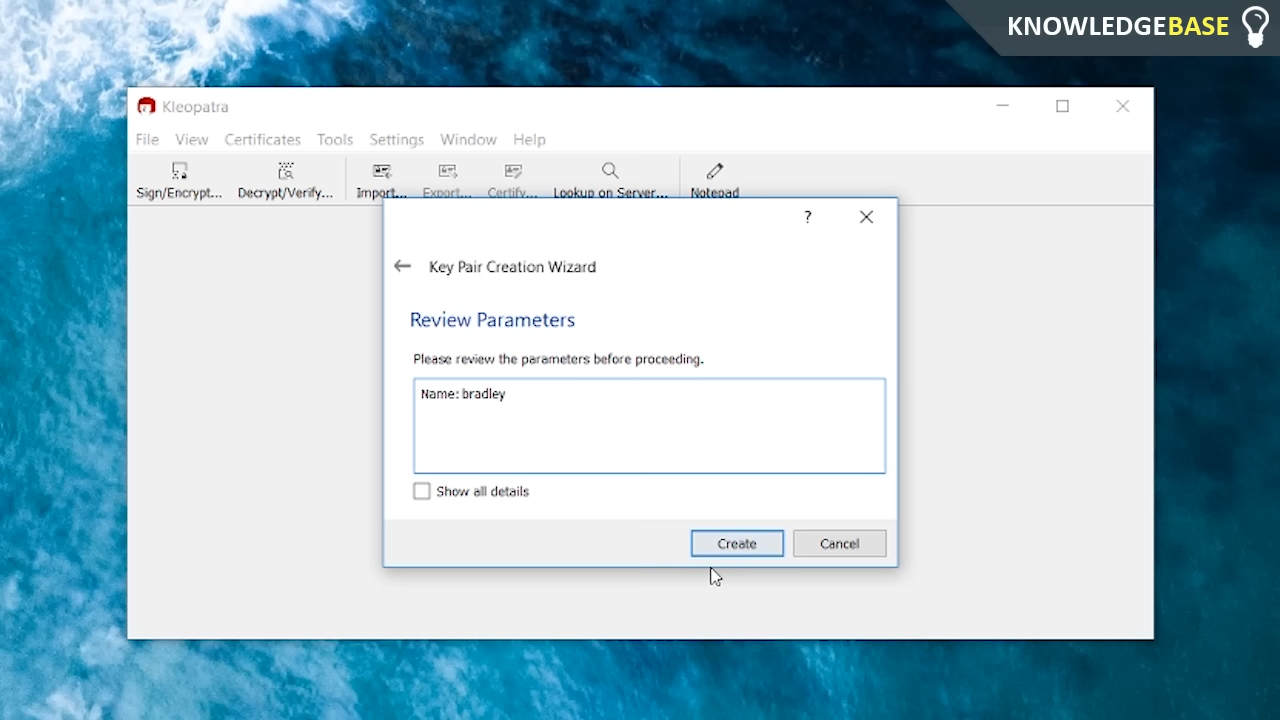 KNOWLEDGEBASE
Kleopatra
File View Certificates Tools Settings Window Help
Sign/Encrypt... Decrypt/Verify... Import... Export... Certify... Lookup on Server... Notepad
?
Key Pair Creation Wizard
Review Parameters
Please review the parameters before proceeding.
Name: bradley
Show all details
Create Cancel